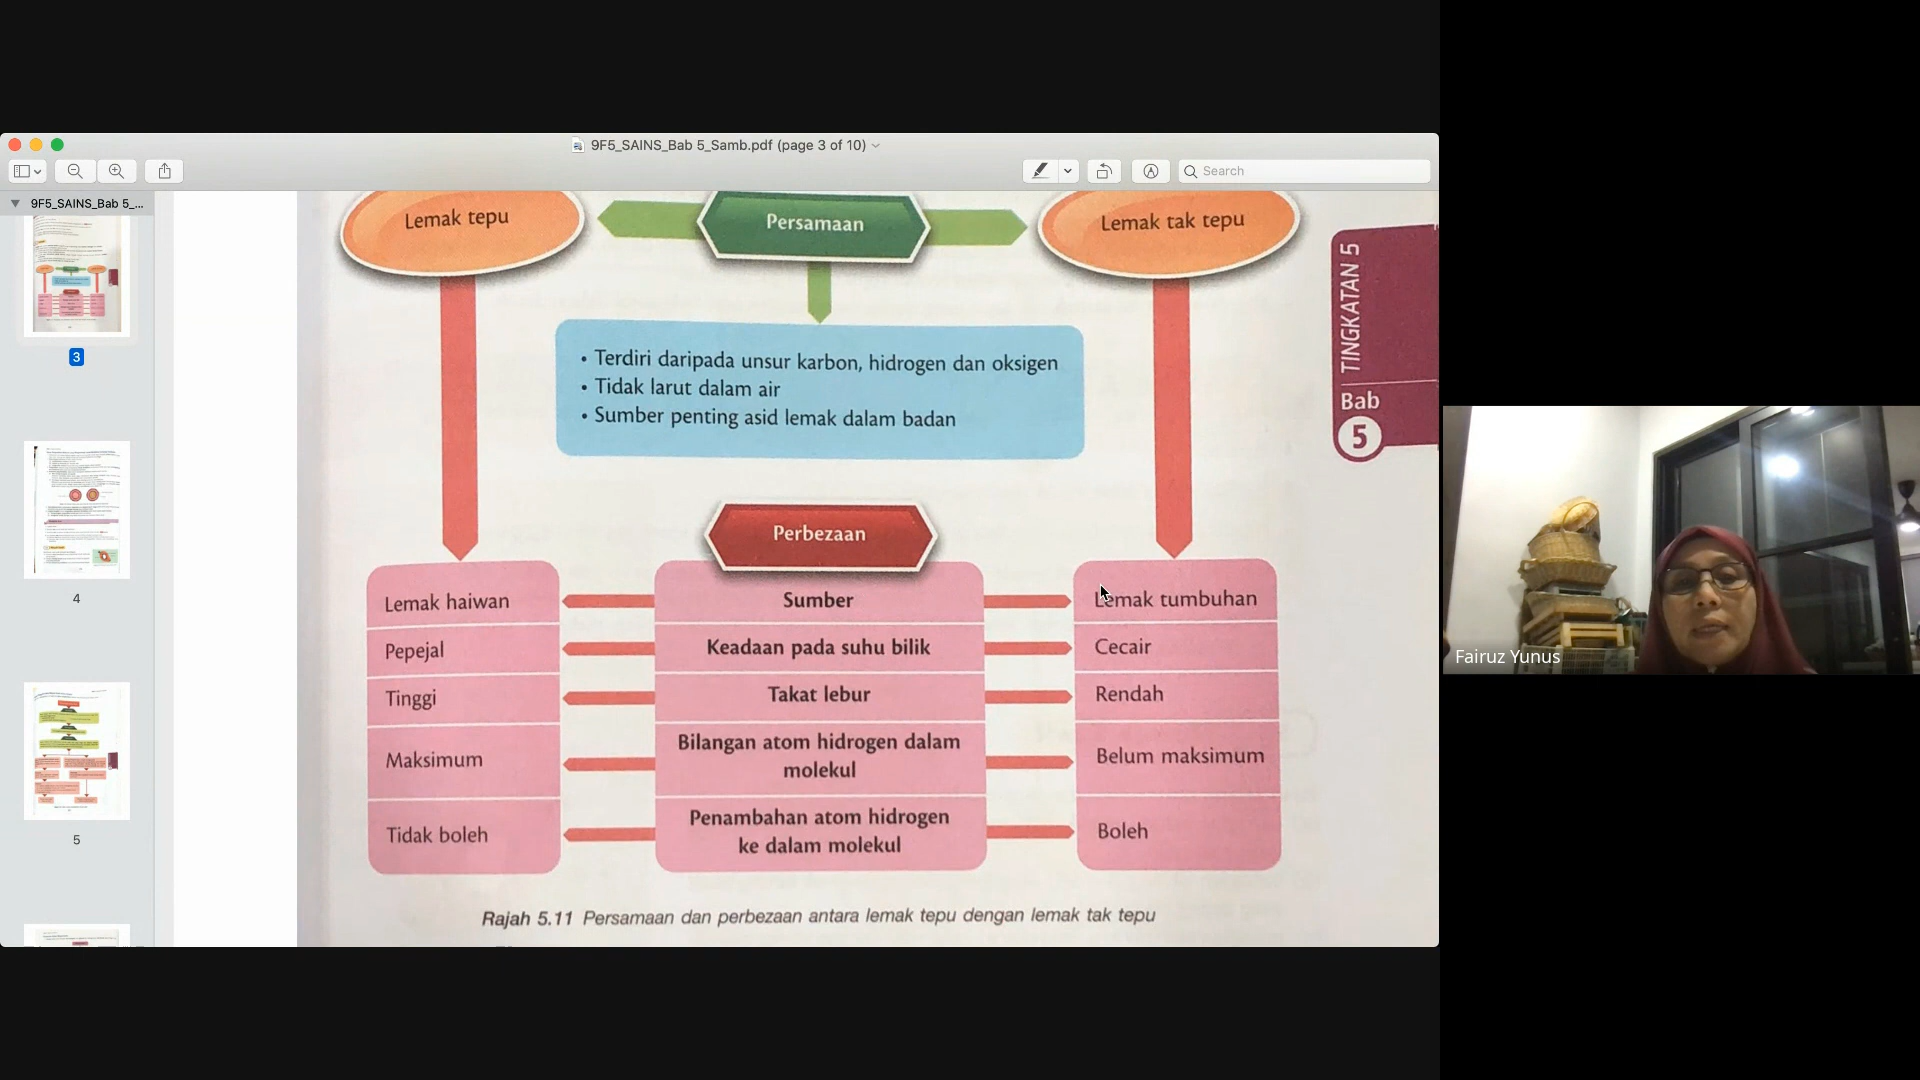 9F5_SAINS_Bab 5_Samb.pdf (page 3 of 10)
Search
9F5_SAINS_Bab 5_...
3
4
5
Lemak tepu
Persamaan
Lemak tak tepu
• Terdiri daripada unsur karbon, hidrogen dan oksigen
• Tidak larut dalam air
• Sumber penting asid lemak dalam badan
TINGKATAN 5
Bab
5
Perbezaan
Lemak haiwan
Sumber
Lemak tumbuhan
Pepejal
Keadaan pada suhu bilik
Cecair
Tinggi
Takat lebur
Rendah
Maksimum
Bilangan atom hidrogen dalam
molekul
Belum maksimum
Tidak boleh
Penambahan atom hidrogen
ke dalam molekul
Boleh
Rajah 5.11 Persamaan dan perbezaan antara lemak tepu dengan lemak tak tepu
Fairuz Yunus